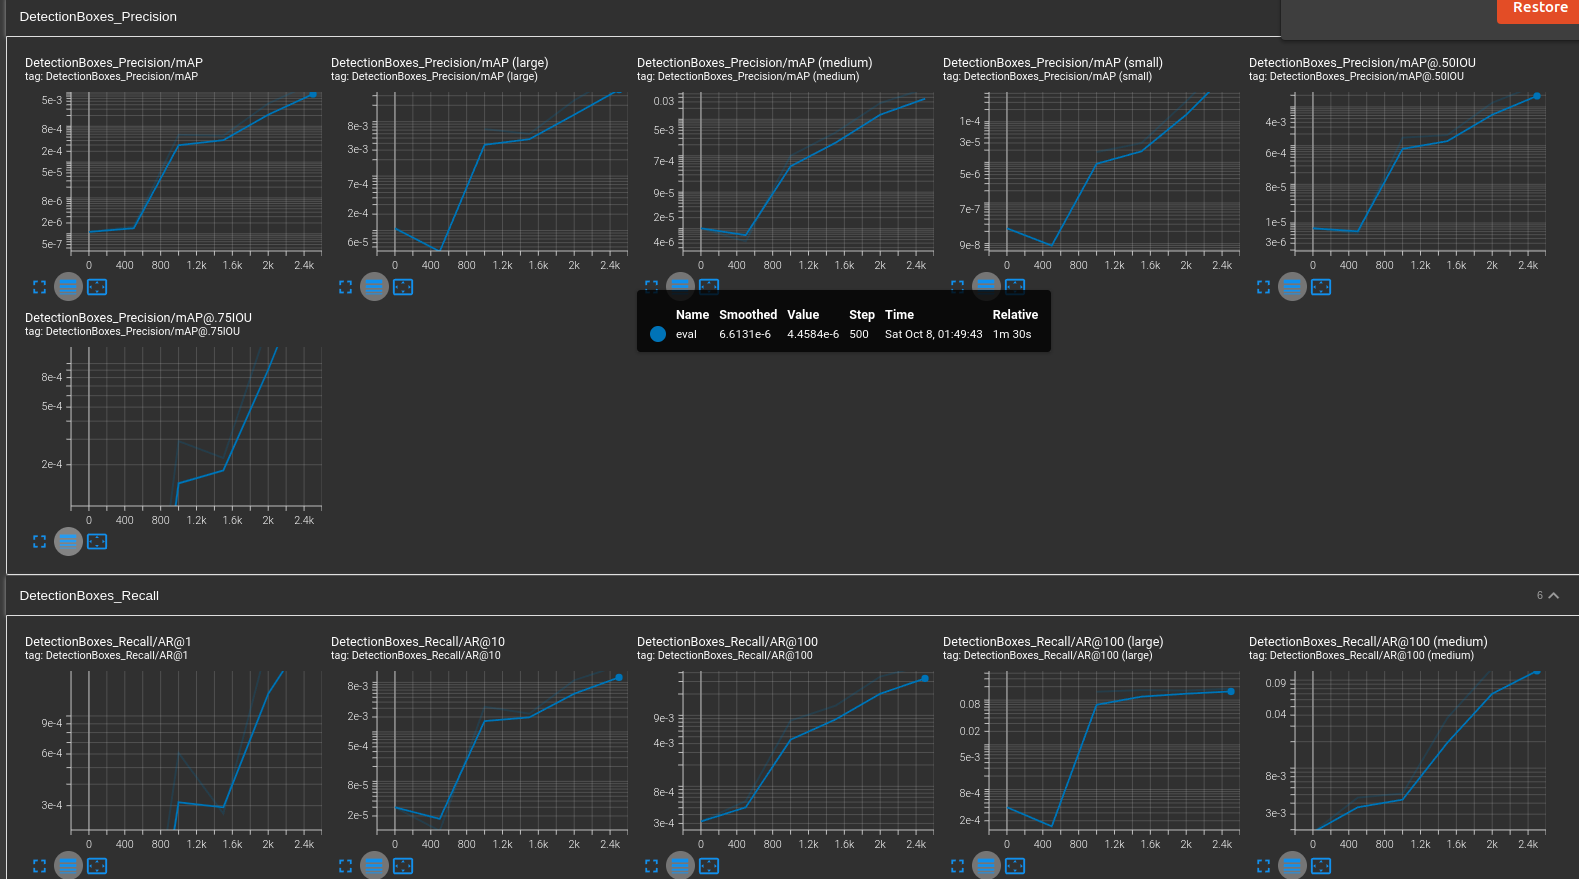 DetectionBoxes_Precision
Restore
DetectionBoxes_Precision/mAP
tag: DetectionBoxes_Precision/mAP
5e-3
8e-4
2e-4
5e-5
8e-6
2e-6
5e-7
0 400 800 1.2k 1.6k 2k 2.4k
DetectionBoxes_Precision/mAP (large)
tag: DetectionBoxes_Precision/mAP (large)
8e-3
3e-3
7e-4
2e-4
6e-5
0 400 800 1.2k 1.6k 2k 2.4k
DetectionBoxes_Precision/mAP (medium)
tag: DetectionBoxes_Precision/mAP (medium)
0.03
5e-3
7e-4
9e-5
2e-5
4e-6
0 400 800 1.2k 1.6k 2k 2.4k
DetectionBoxes_Precision/mAP (small)
tag: DetectionBoxes_Precision/mAP (small)
1e-4
3e-5
5e-6
7e-7
9e-8
0 400 800 1.2k 1.6k 2k 2.4k
DetectionBoxes_Precision/mAP@.50IOU
tag: DetectionBoxes_Precision/mAP@.50IOU
4e-3
6e-4
8e-5
1e-5
3e-6
0 400 800 1.2k 1.6k 2k 2.4k
Name Smoothed Value Step Time Relative
eval 6.6131e-6 4.4584e-6 500 Sat Oct 8, 01:49:43 1m 30s
DetectionBoxes_Precision/mAP@.75IOU
tag: DetectionBoxes_Precision/mAP@.75IOU
8e-4
5e-4
2e-4
0 400 800 1.2k 1.6k 2k 2.4k
DetectionBoxes_Recall
6
DetectionBoxes_Recall/AR@1
tag: DetectionBoxes_Recall/AR@1
9e-4
6e-4
3e-4
0 400 800 1.2k 1.6k 2k 2.4k
DetectionBoxes_Recall/AR@10
tag: DetectionBoxes_Recall/AR@10
8e-3
2e-3
5e-4
8e-5
2e-5
0 400 800 1.2k 1.6k 2k 2.4k
DetectionBoxes_Recall/AR@100
tag: DetectionBoxes_Recall/AR@100
9e-3
4e-3
8e-4
3e-4
0 400 800 1.2k 1.6k 2k 2.4k
DetectionBoxes_Recall/AR@100 (large)
tag: DetectionBoxes_Recall/AR@100 (large)
0.08
0.02
5e-3
8e-4
2e-4
0 400 800 1.2k 1.6k 2k 2.4k
DetectionBoxes_Recall/AR@100 (medium)
tag: DetectionBoxes_Recall/AR@100 (medium)
0.09
0.04
8e-3
3e-3
0 400 800 1.2k 1.6k 2k 2.4k